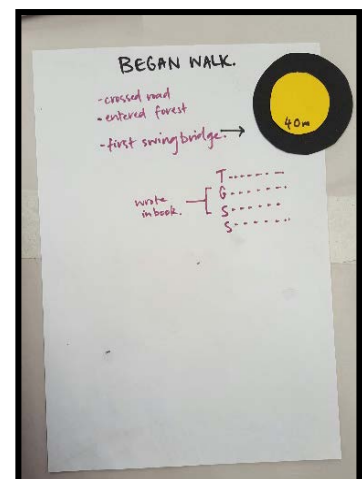 BEGAN WALK.
-crossed road
-entered forest
-first swing bridge. →
40m
T.......
G.......
wrote
in book.
S......
S.......